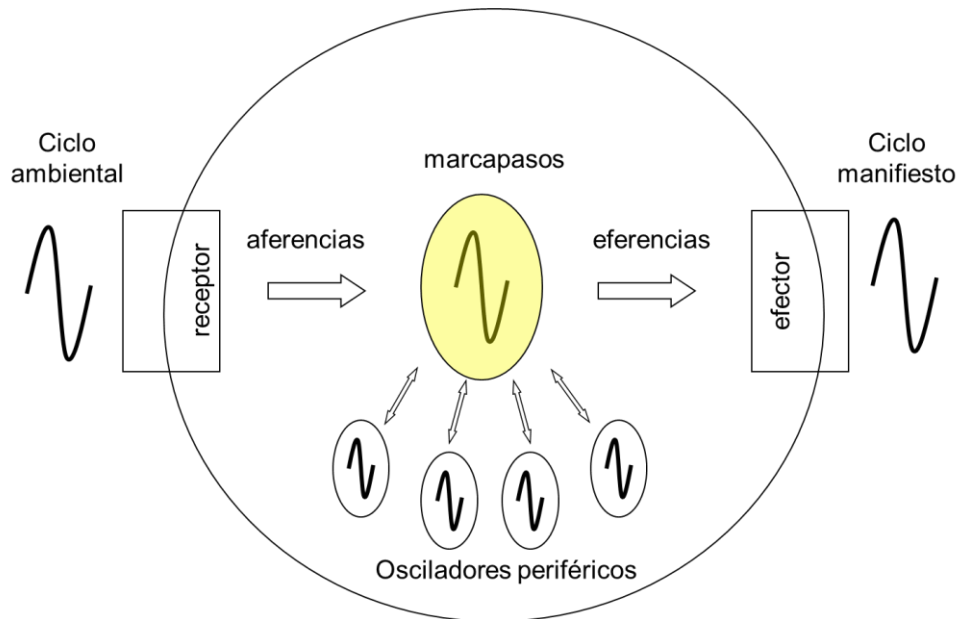 Ciclo
ambiental
receptor
aferencias
marcapasos
eferencias
efector
Ciclo
manifiesto
Osciladores periféricos